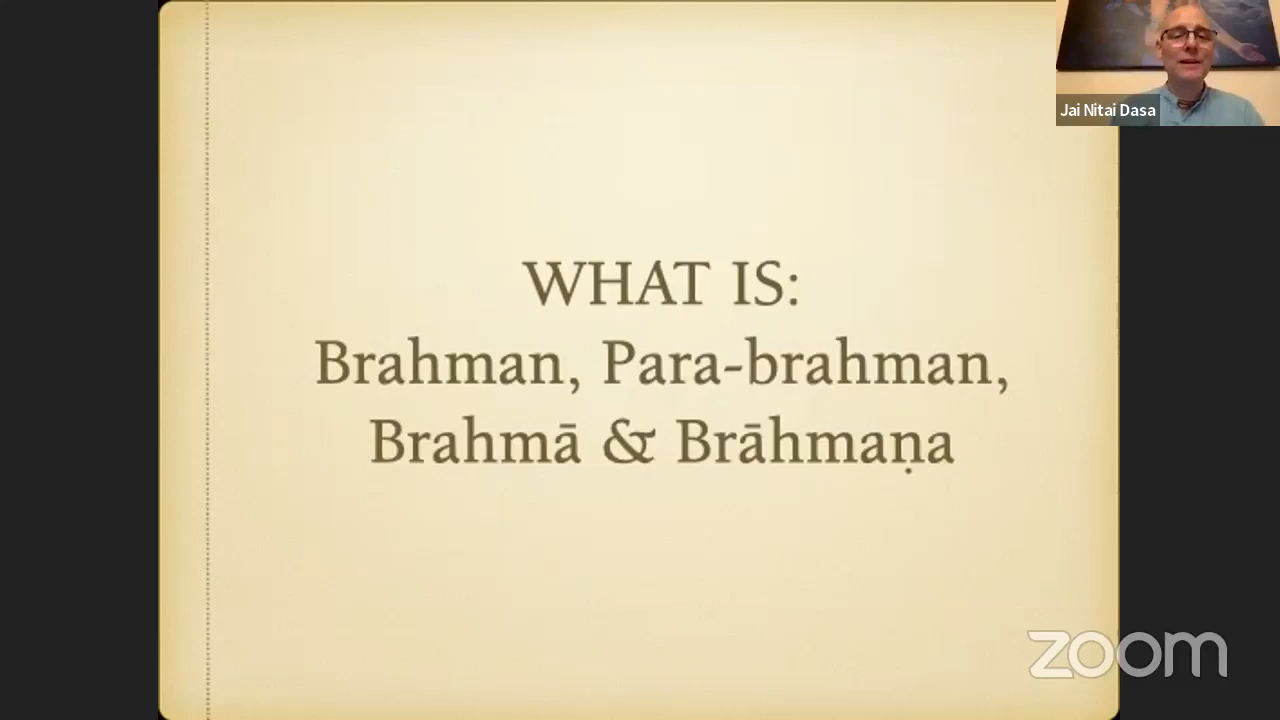 Jai Nitai Dasa
WHAT IS:
Brahman, Para-brahman,
Brahmā & Brāhmaṇa
zoom